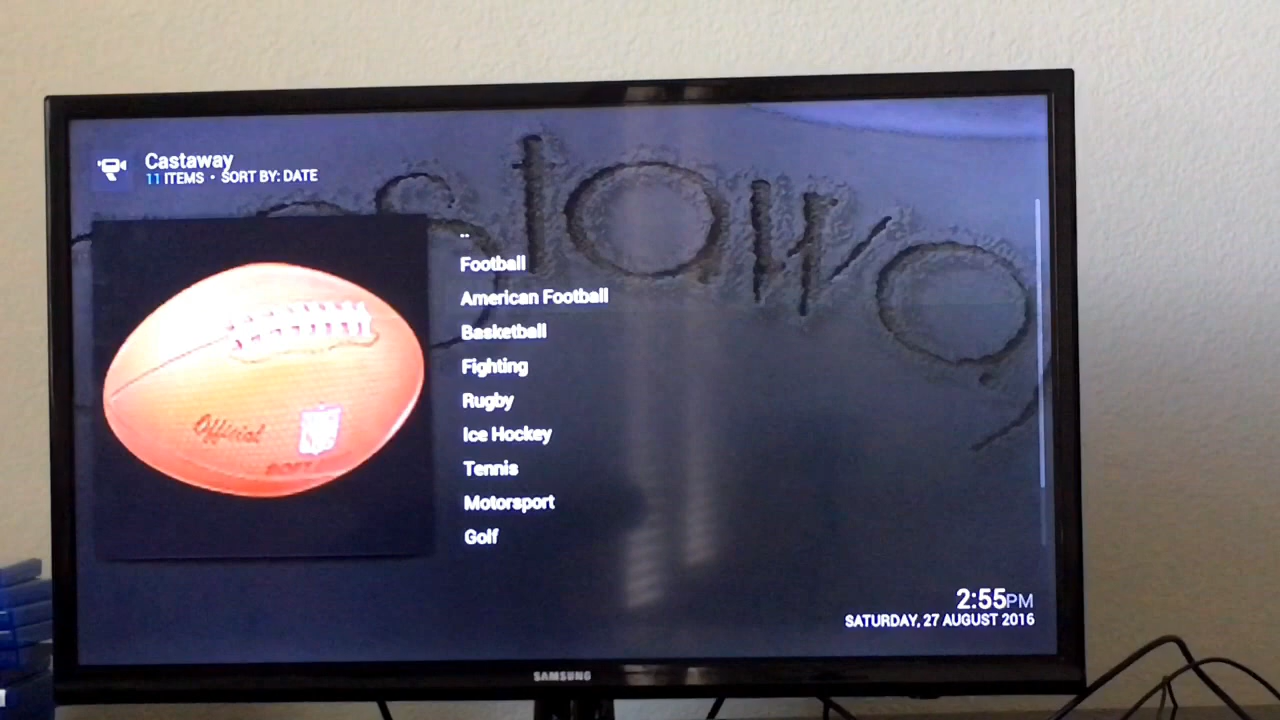 Castaway
11 ITEMS • SORT BY: DATE
..
Football
American Football
Basketball
Fighting
Rugby
Ice Hockey
Tennis
Motorsport
Golf
Official
2:55PM
SATURDAY, 27 AUGUST 2016
SAMSUNG